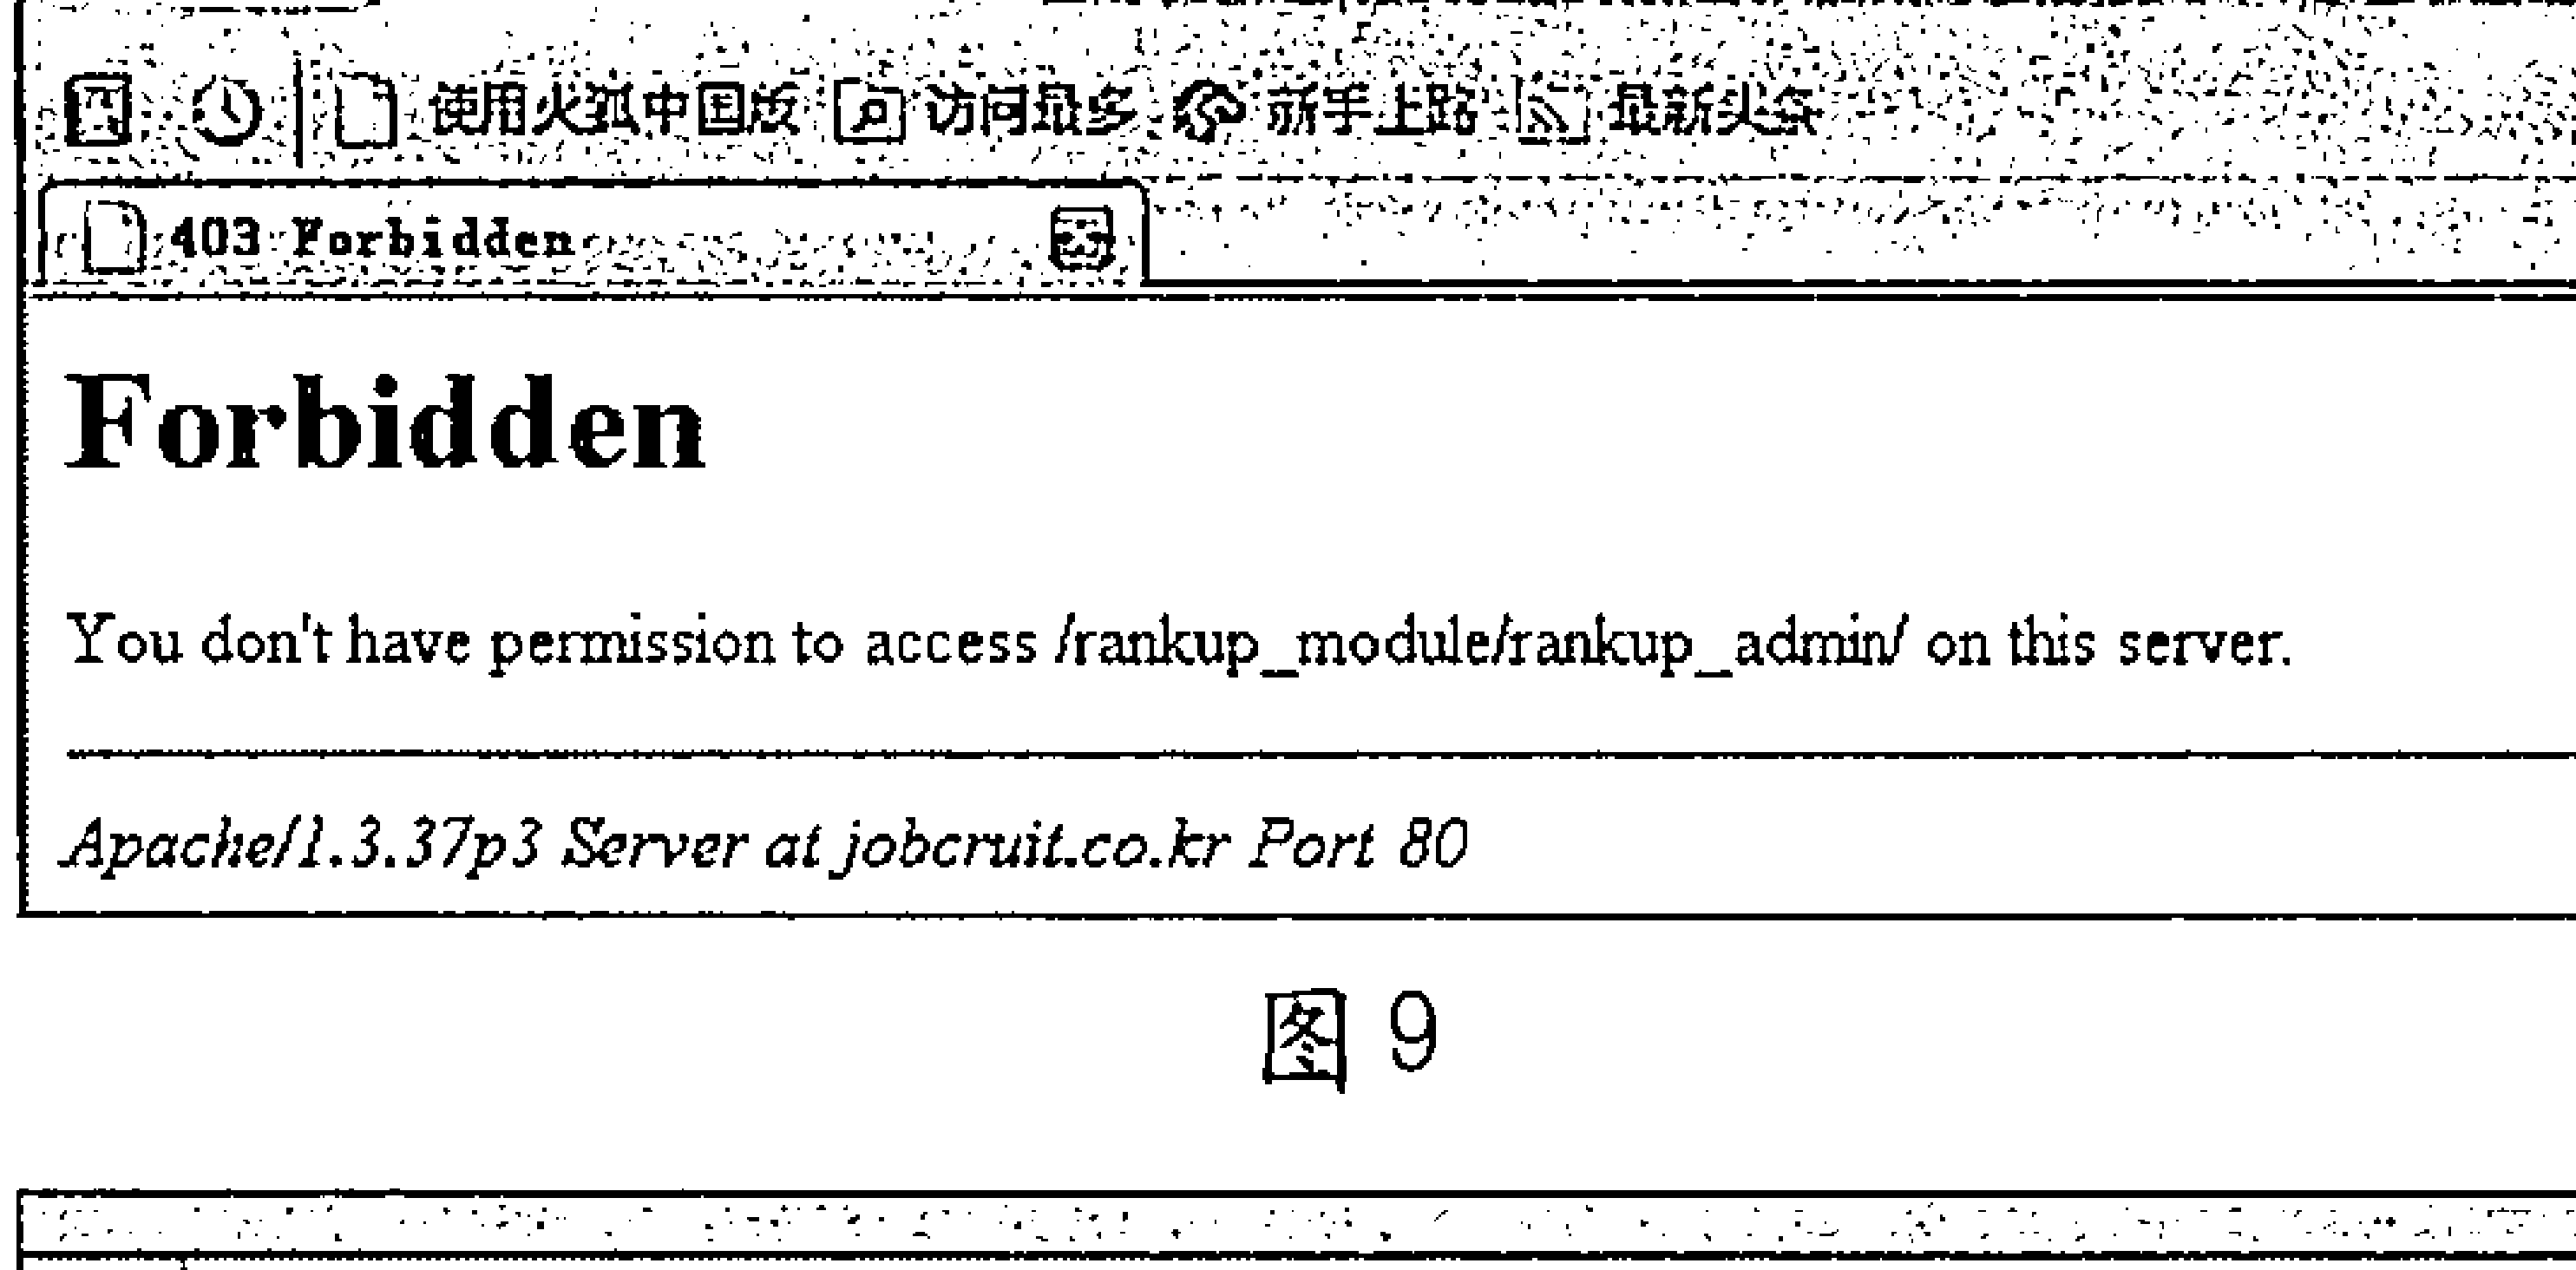 使用火狐中国版 访问最多 新手上路 最新头条
403 Forbidden
Forbidden
You don't have permission to access /rankup_module/rankup_admin/ on this server.
Apache/1.3.37p3 Server at jobcruit.co.kr Port 80
图 9